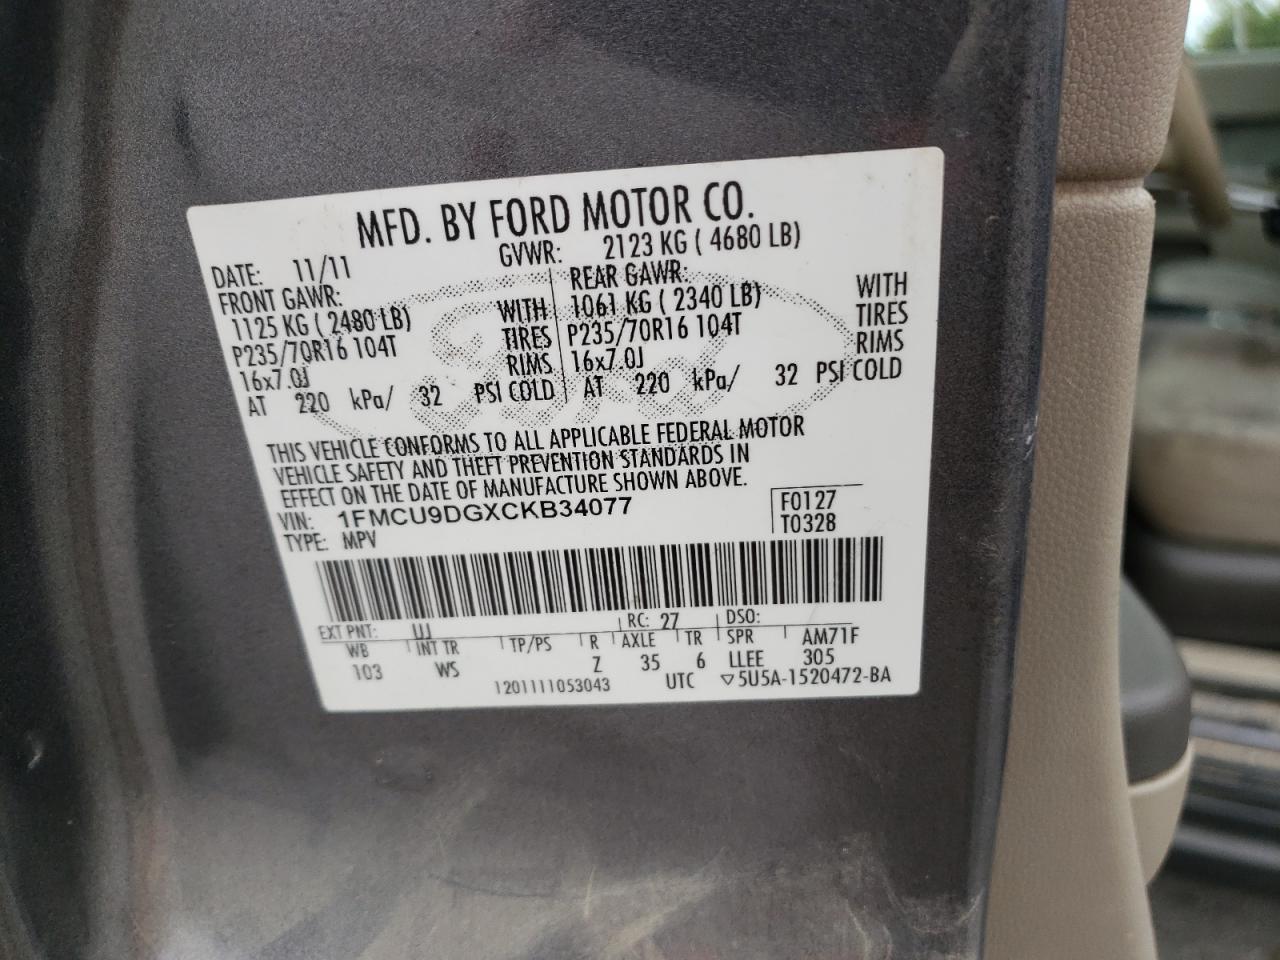 MFD. BY FORD MOTOR CO.
DATE: 11/11 GVWR: 2123 KG ( 4680 LB)
FRONT GAWR: REAR GAWR:
1125 KG ( 2480 LB) WITH 1061 KG ( 2340 LB) WITH
P235/70R16 104T TIRES P235/70R16 104T TIRES
16x7.0J RIMS 16x7.0J RIMS
AT 220 kPa/ 32 PSI COLD AT 220 kPa/ 32 PSI COLD
THIS VEHICLE CONFORMS TO ALL APPLICABLE FEDERAL MOTOR
VEHICLE SAFETY AND THEFT PREVENTION STANDARDS IN
EFFECT ON THE DATE OF MANUFACTURE SHOWN ABOVE.
VIN: 1FMCU9DGXCKB34077 F0127
TYPE: MPV T0328
EXT PNT: UJ RC: 27 DSO:
WB INT TR TP/PS R AXLE TR SPR AM71F
103 WS Z 35 6 LLEE 305
1201111053043 UTC ▽5U5A-1520472-BA
Ford